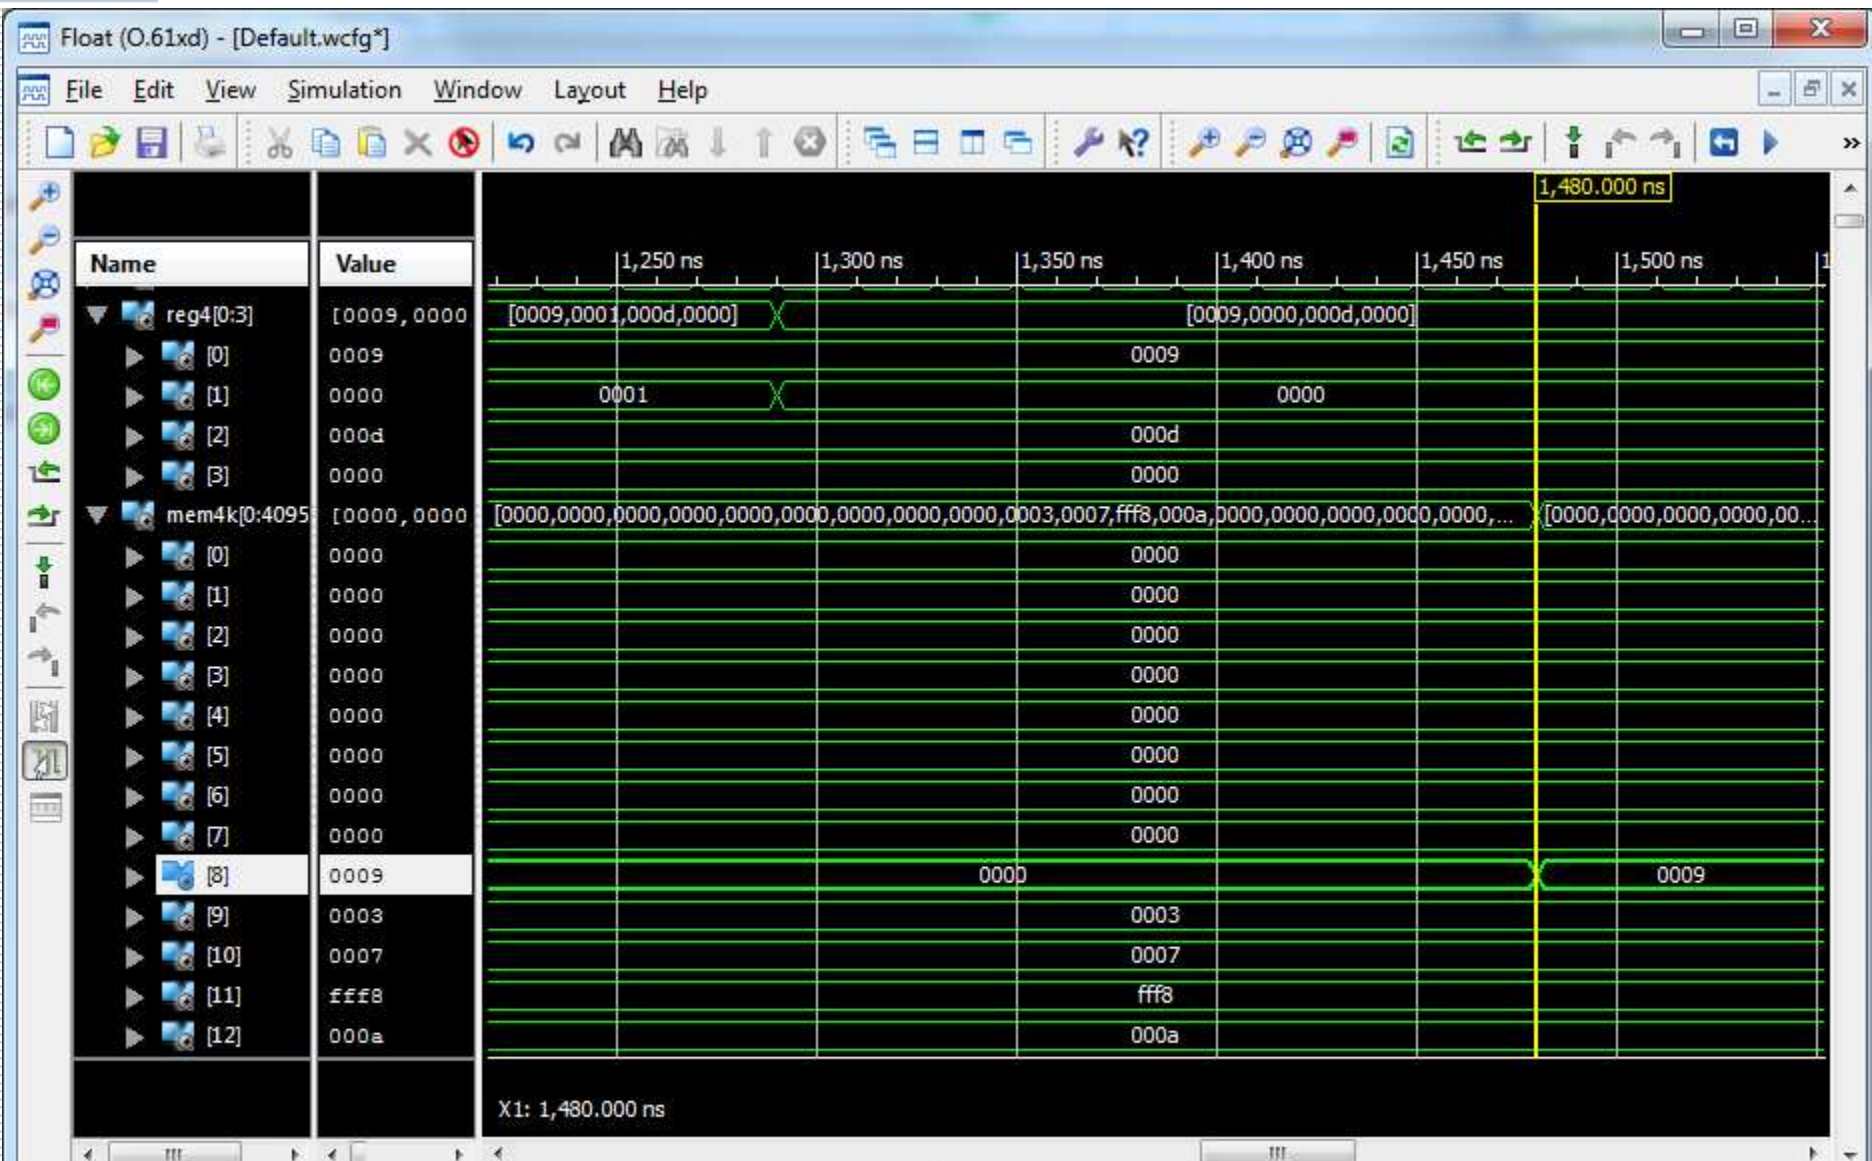 Float (O.61xd) - [Default.wcfg*]
File Edit View Simulation Window Layout Help
1,480.000 ns
Name Value 1,250 ns 1,300 ns 1,350 ns 1,400 ns 1,450 ns 1,500 ns
reg4[0:3] [0009,0000 [0009,0001,000d,0000] [0009,0000,000d,0000]
[0] 0009 0009
[1] 0000 0001 0000
[2] 000d 000d
[3] 0000 0000
mem4k[0:4095 [0000,0000 [0000,0000,0000,0000,0000,0000,0000,0000,0000,0003,0007,fff8,000a,0000,0000,0000,0000,0000,0000,... [0000,0000,0000,0000,00...
[0] 0000 0000
[1] 0000 0000
[2] 0000 0000
[3] 0000 0000
[4] 0000 0000
[5] 0000 0000
[6] 0000 0000
[7] 0000 0000
[8] 0009 0000 0009
[9] 0003 0003
[10] 0007 0007
[11] fff8 fff8
[12] 000a 000a
X1: 1,480.000 ns